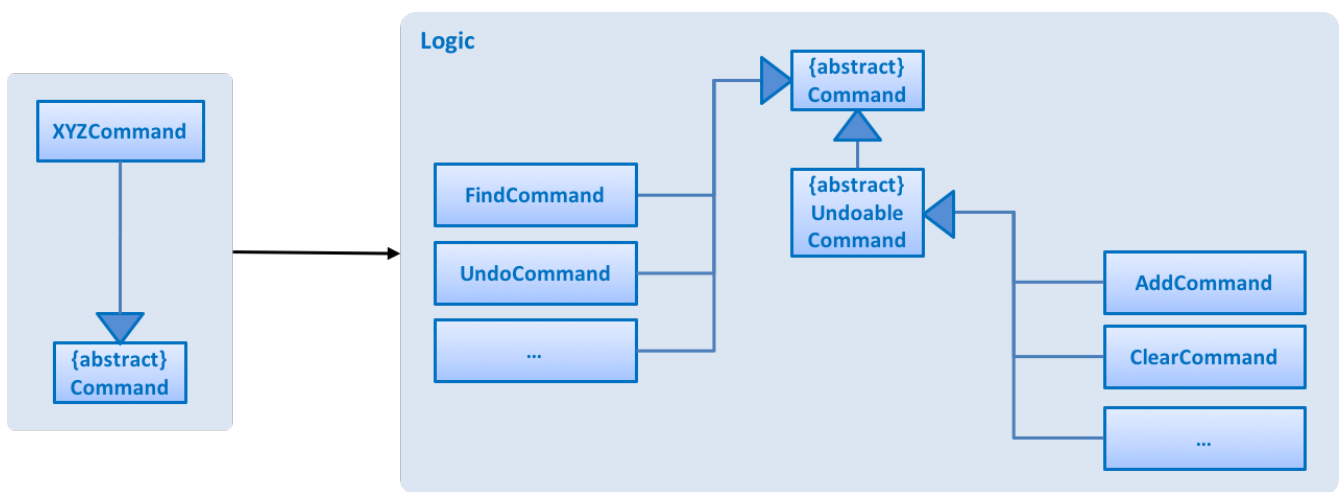 XYZCommand
{abstract}
Command
Logic
{abstract}
Command
{abstract}
Undoable
Command
FindCommand
UndoCommand
...
AddCommand
ClearCommand
...